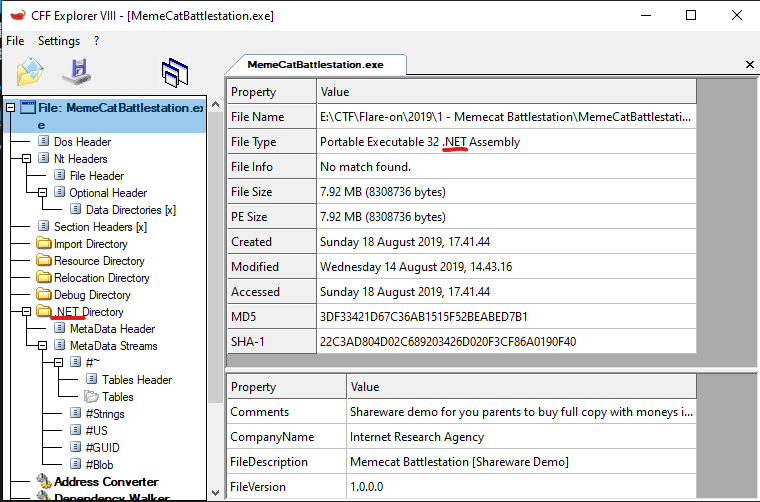 CFF Explorer VIII - [MemeCatBattlestation.exe]
File Settings ?
File: MemeCatBattlestation.ex
e
Dos Header
Nt Headers
File Header
Optional Header
Data Directories [x]
Section Headers [x]
Import Directory
Resource Directory
Relocation Directory
Debug Directory
.NET Directory
MetaData Header
MetaData Streams
#~
Tables Header
Tables
#Strings
#US
#GUID
#Blob
Address Converter
Dependency Walker
MemeCatBattlestation.exe
Property Value
File Name E:\CTF\Flare-on\2019\1 - Memecat Battlestation\MemeCatBattlestati...
File Type Portable Executable 32 .NET Assembly
File Info No match found.
File Size 7.92 MB (8308736 bytes)
PE Size 7.92 MB (8308736 bytes)
Created Sunday 18 August 2019, 17.41.44
Modified Wednesday 14 August 2019, 14.43.16
Accessed Sunday 18 August 2019, 17.41.44
MD5 3DF33421D67C36AB1515F52BEABED7B1
SHA-1 22C3AD804D02C689203426D020F3CF86A0190F40
Property Value
Comments Shareware demo for you parents to buy full copy with moneys i...
CompanyName Internet Research Agency
FileDescription Memecat Battlestation [Shareware Demo]
FileVersion 1.0.0.0